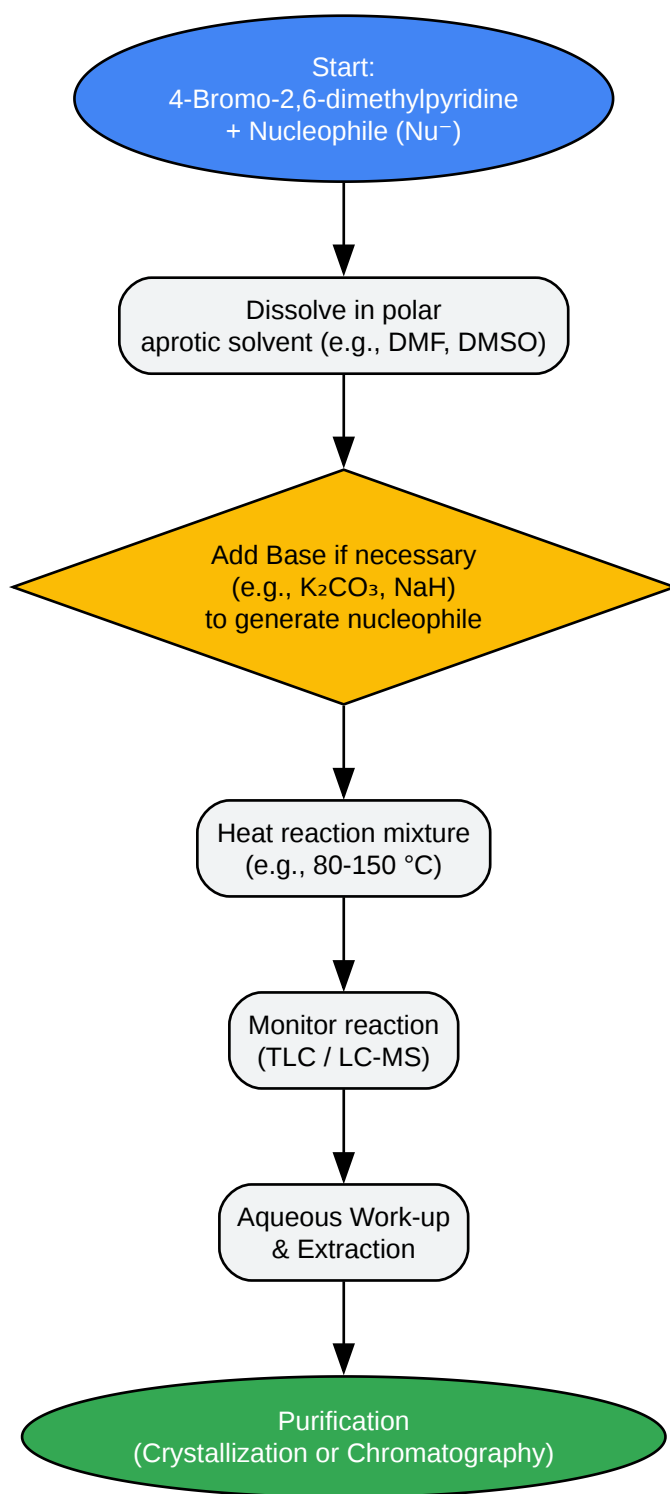 Start:
4-Bromo-2,6-dimethylpyridine
+ Nucleophile (Nu⁻)
Dissolve in polar
aprotic solvent (e.g., DMF, DMSO)
Add Base if necessary
(e.g., K₂CO₃, NaH)
to generate nucleophile
Heat reaction mixture
(e.g., 80-150 °C)
Monitor reaction
(TLC / LC-MS)
Aqueous Work-up
& Extraction
Purification
(Crystallization or Chromatography)